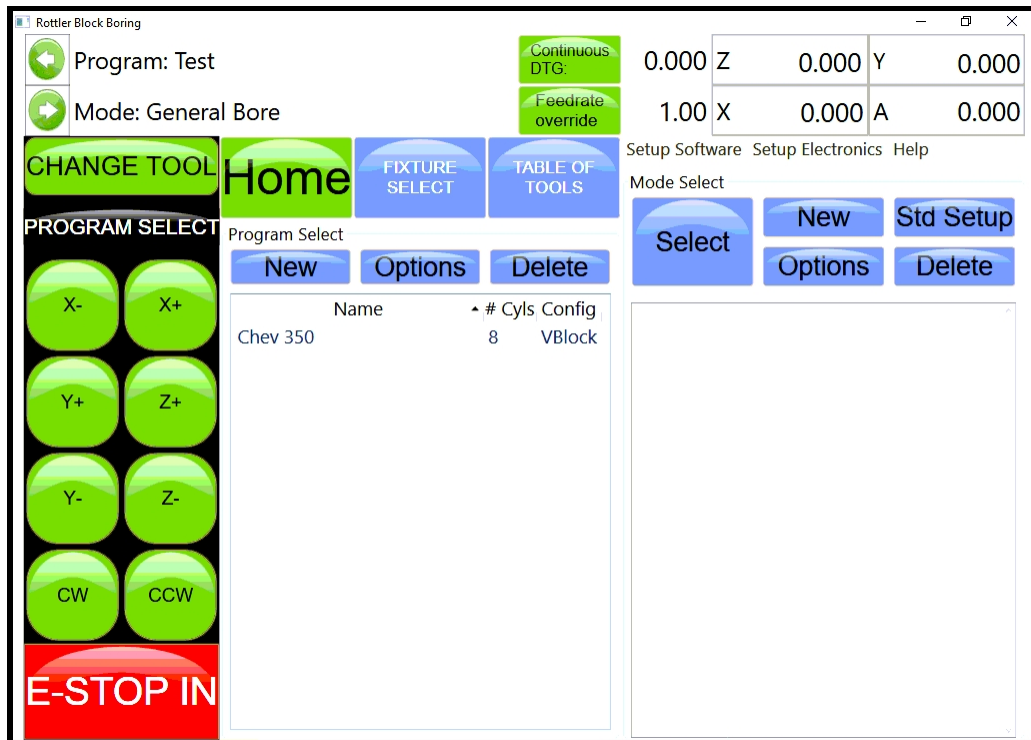 Rottler Block Boring
Program: Test
Continuous DTG:
0.000 Z 0.000 Y 0.000
Mode: General Bore
Feedrate override
1.00 X 0.000 A 0.000
Setup Software Setup Electronics Help
CHANGE TOOL
PROGRAM SELECT
X-
X+
Y+
Z+
Y-
Z-
CW
CCW
E-STOP IN
Home
FIXTURE
SELECT
TABLE OF
TOOLS
Program Select
New Options Delete
Name # Cyls Config
Chev 350 8 VBlock
Mode Select
Select
New Std Setup
Options Delete